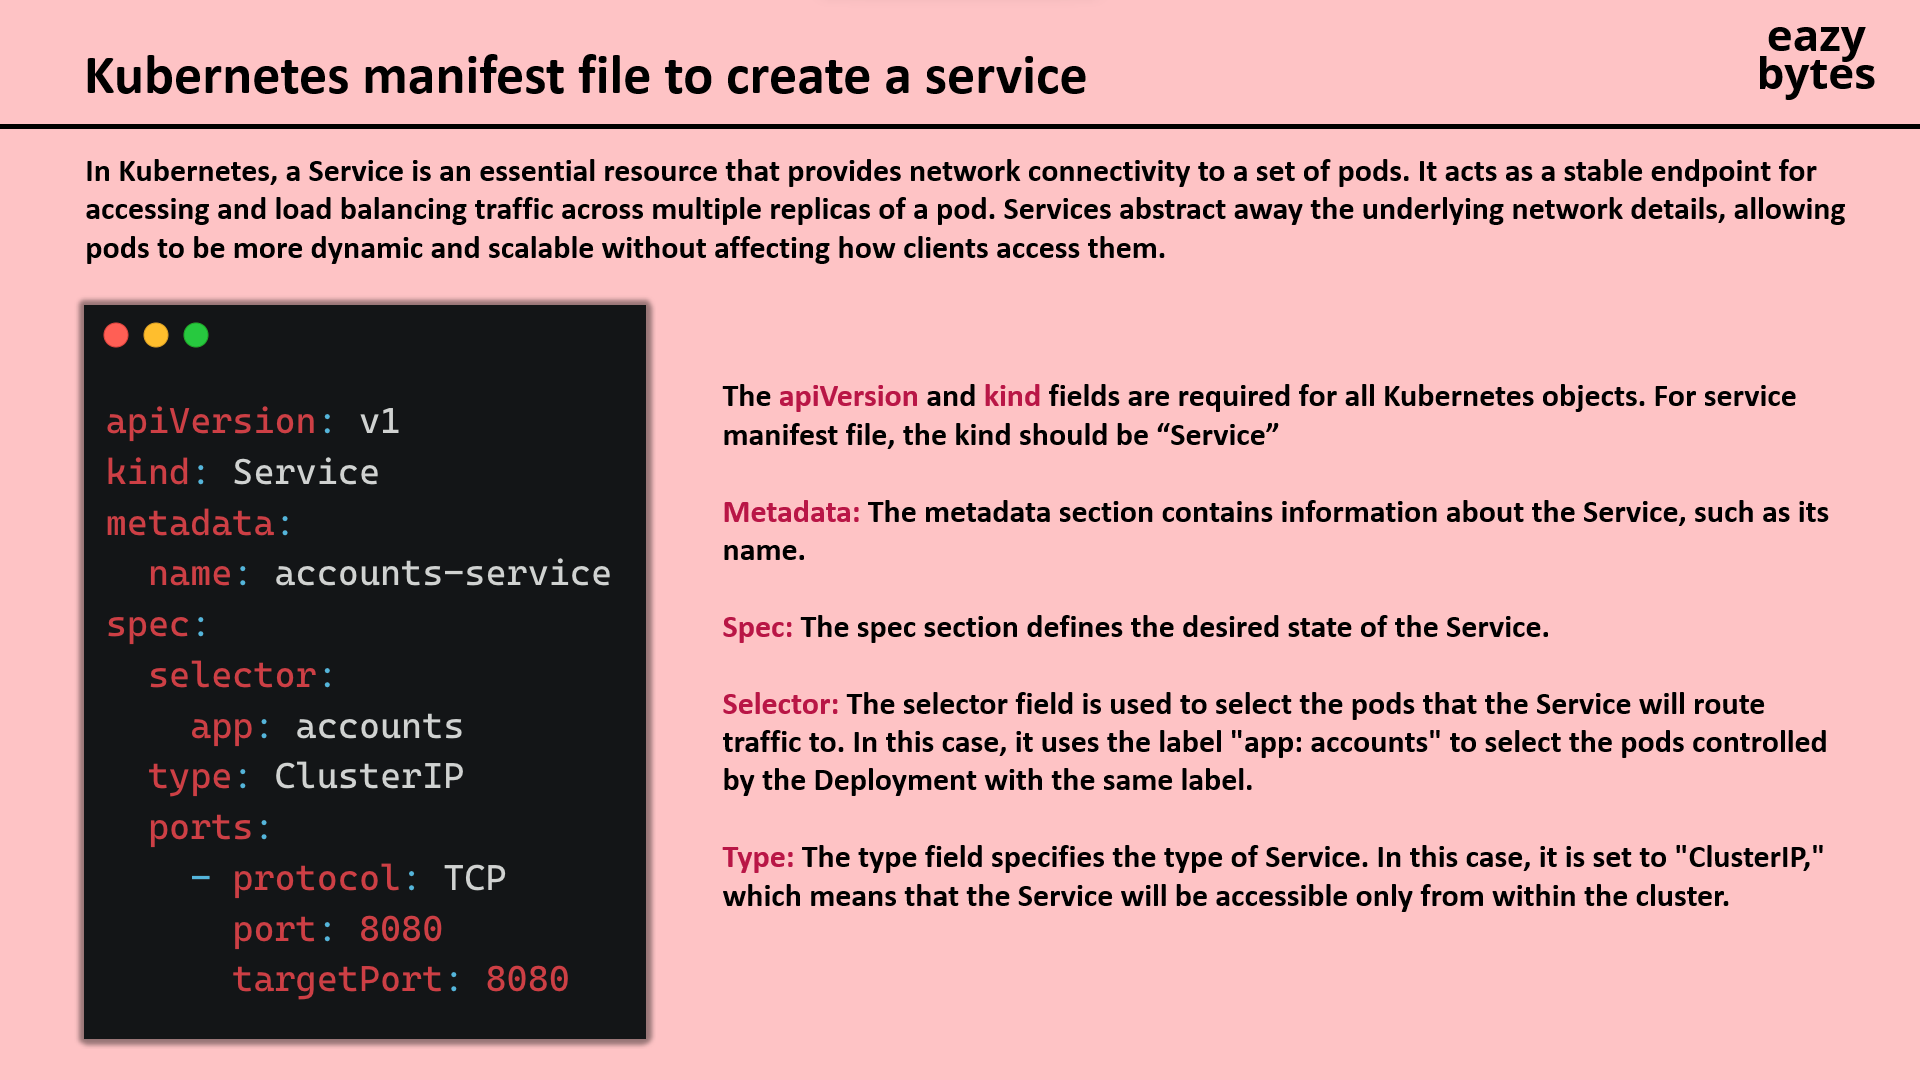 Kubernetes manifest file to create a service
eazy
bytes
In Kubernetes, a Service is an essential resource that provides network connectivity to a set of pods. It acts as a stable endpoint for
accessing and load balancing traffic across multiple replicas of a pod. Services abstract away the underlying network details, allowing
pods to be more dynamic and scalable without affecting how clients access them.
apiVersion: v1
kind: Service
metadata:
  name: accounts-service
spec:
  selector:
    app: accounts
  type: ClusterIP
  ports:
    - protocol: TCP
      port: 8080
      targetPort: 8080
The apiVersion and kind fields are required for all Kubernetes objects. For service
manifest file, the kind should be “Service”
Metadata: The metadata section contains information about the Service, such as its
name.
Spec: The spec section defines the desired state of the Service.
Selector: The selector field is used to select the pods that the Service will route
traffic to. In this case, it uses the label "app: accounts" to select the pods controlled
by the Deployment with the same label.
Type: The type field specifies the type of Service. In this case, it is set to "ClusterIP,"
which means that the Service will be accessible only from within the cluster.